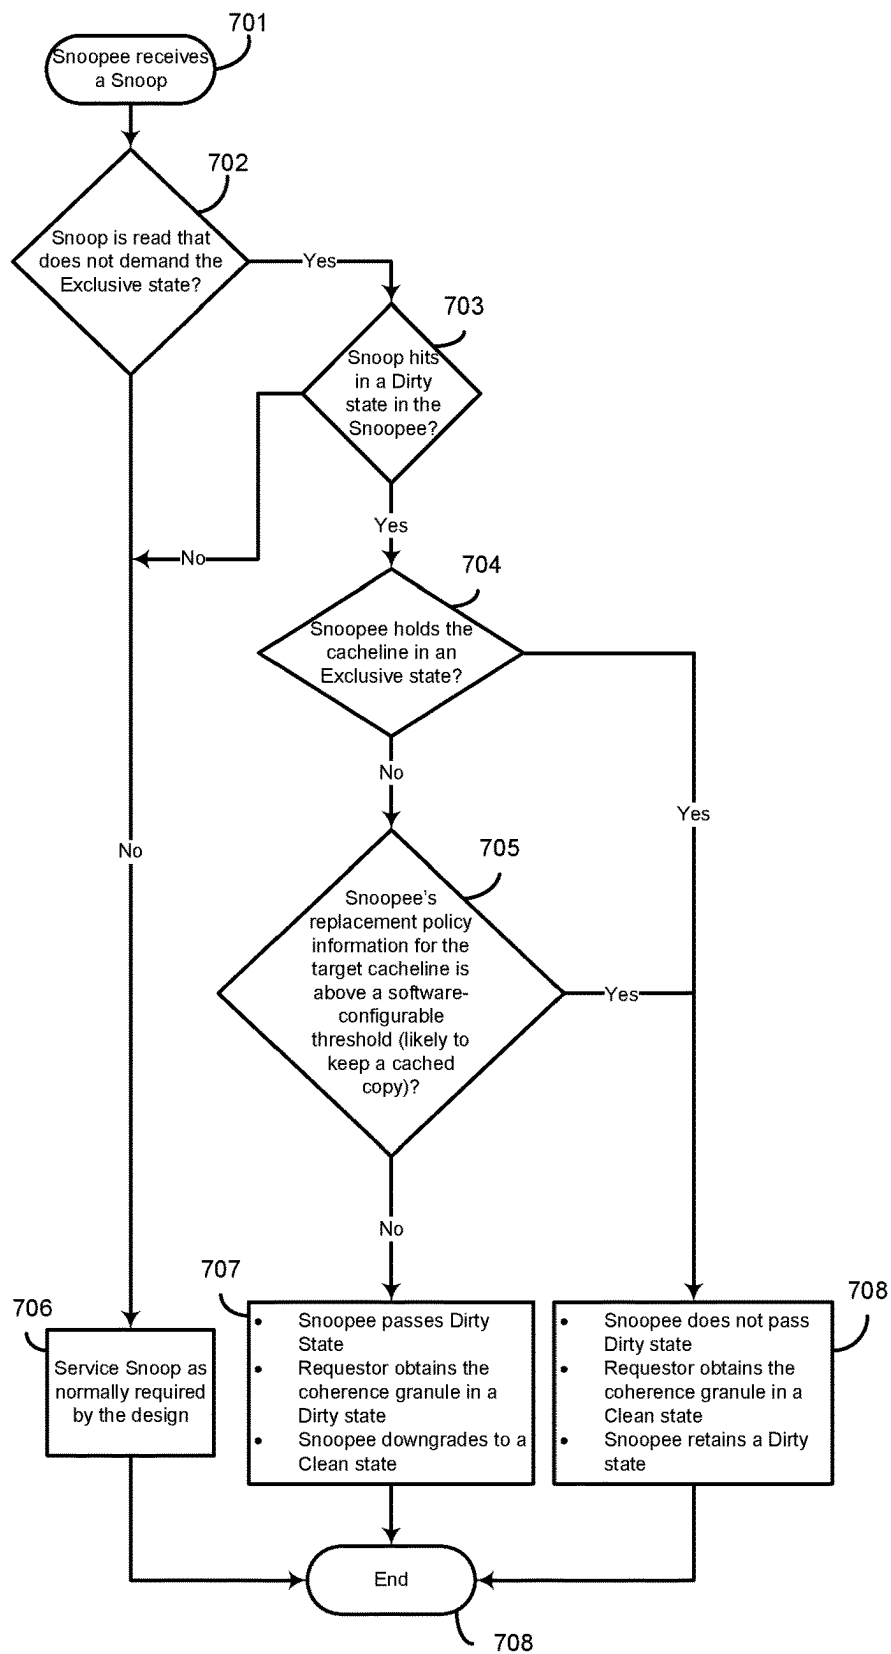 701
Snoopee receives
a Snoop
702
Snoop is read that
does not demand the
Exclusive state?
Yes
703
Snoop hits
in a Dirty
state in the
Snoopee?
Yes
No
704
Snoopee holds the
cacheline in an
Exclusive state?
No
Yes
No
705
Snoopee's
replacement policy
information for the
target cacheline is
above a software-
configurable
threshold (likely to
keep a cached
copy)?
Yes
No
706
Service Snoop as
normally required
by the design
707
• Snoopee passes Dirty
State
• Requestor obtains the
coherence granule in a
Dirty state
• Snoopee downgrades to a
Clean state
708
• Snoopee does not pass
Dirty state
• Requestor obtains the
coherence granule in a
Clean state
• Snoopee retains a Dirty
state
End
708